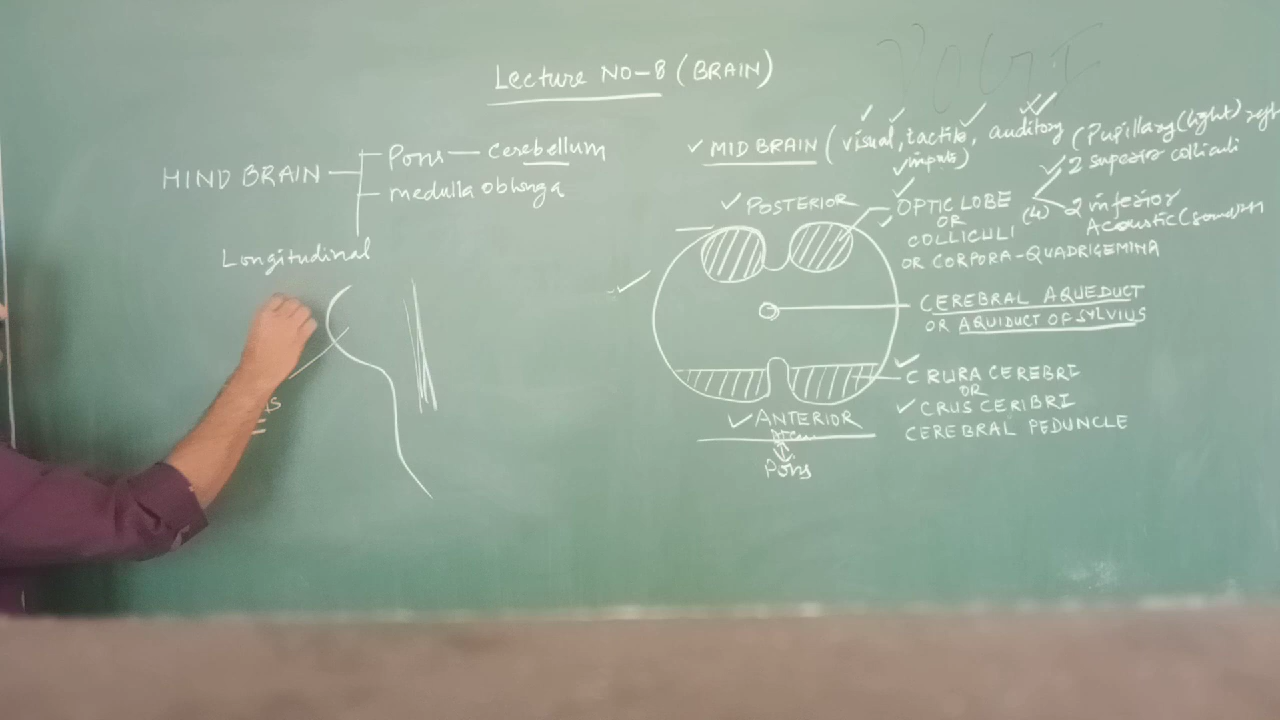 Lecture NO-8 (BRAIN)
HIND BRAIN
Pons — cerebellum
medulla oblonga
Longitudinal
MID BRAIN (visual, tactile, auditory
inputs)
(Pupillary (light)
2 superior colliculi
(4) 2 inferior
Acoustic (sound)
POSTERIOR
OPTIC LOBE
OR
COLLICULI
OR CORPORA-QUADRIGEMINA
CEREBRAL AQUEDUCT
OR AQUIDUCT OF SYLVIUS
CRURA CEREBRI
OR
CRUS CERIBRI
CEREBRAL PEDUNCLE
ANTERIOR
Pons